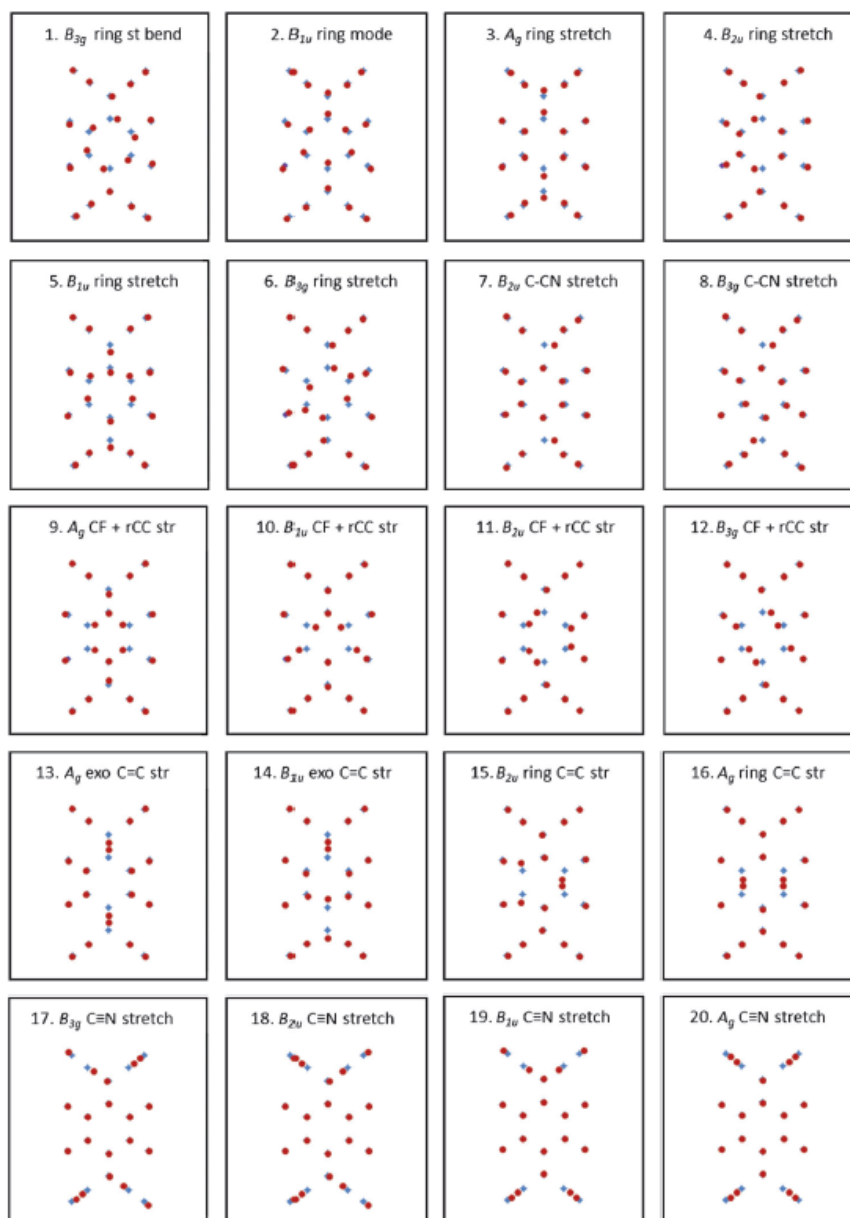 1. B3g ring st bend
2. B1u ring mode
3. Ag ring stretch
4. B2u ring stretch
5. B1u ring stretch
6. B3g ring stretch
7. B2u C-CN stretch
8. B3g C-CN stretch
9. Ag CF + rCC str
10. B1u CF + rCC str
11. B2u CF + rCC str
12. B3g CF + rCC str
13. Ag exo C=C str
14. B1u exo C=C str
15. B2u ring C=C str
16. Ag ring C=C str
17. B3g C≡N stretch
18. B2u C≡N stretch
19. B1u C≡N stretch
20. Ag C≡N stretch